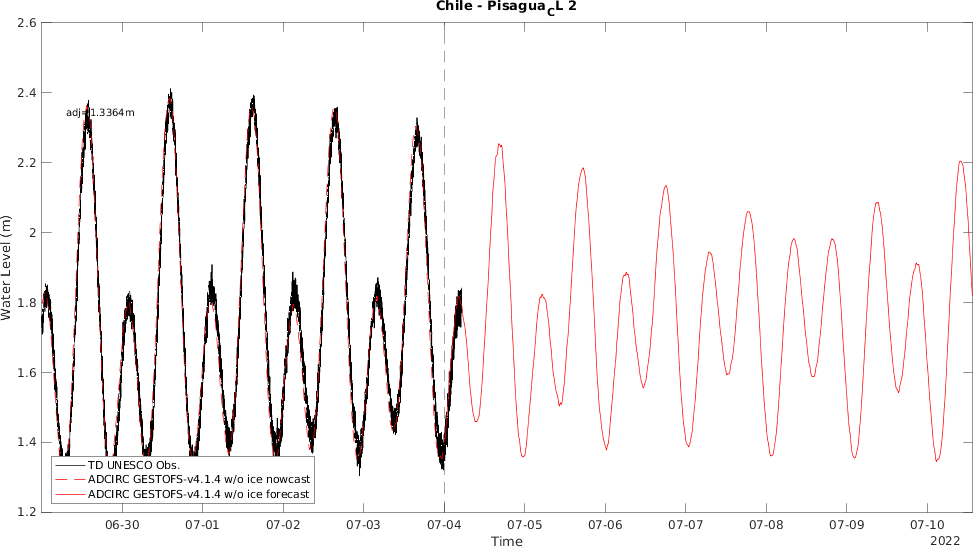 Chile - PisaguaCL 2
2.6
2.4
adj=1.3364m
2.2
2
1.8
1.6
1.4
1.2
Water Level (m)
TD UNESCO Obs.
ADCIRC GESTOFS-v4.1.4 w/o ice nowcast
ADCIRC GESTOFS-v4.1.4 w/o ice forecast
06-30 07-01 07-02 07-03 07-04 07-05 07-06 07-07 07-08 07-09 07-10
Time
2022